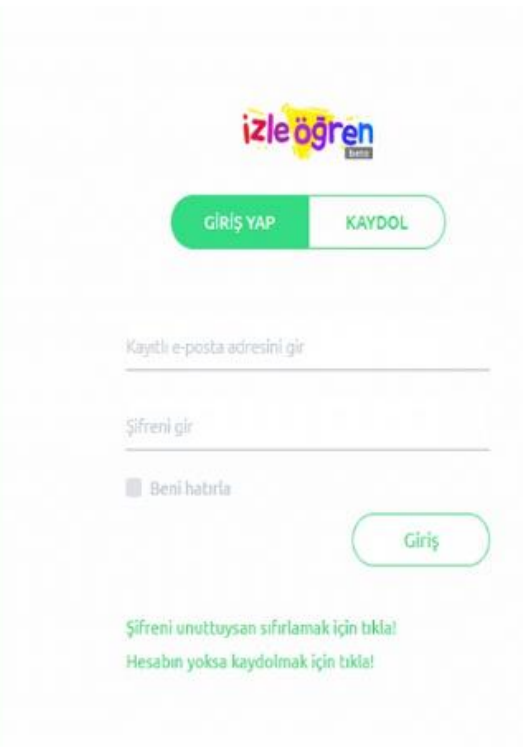 izle öğren
beta
GİRİŞ YAP
KAYDOL
Kayıtlı e-posta adresini gir
Şifreni gir
Beni hatırla
Giriş
Şifreni unuttuysan sıfırlamak için tıkla!
Hesabın yoksa kaydolmak için tıkla!